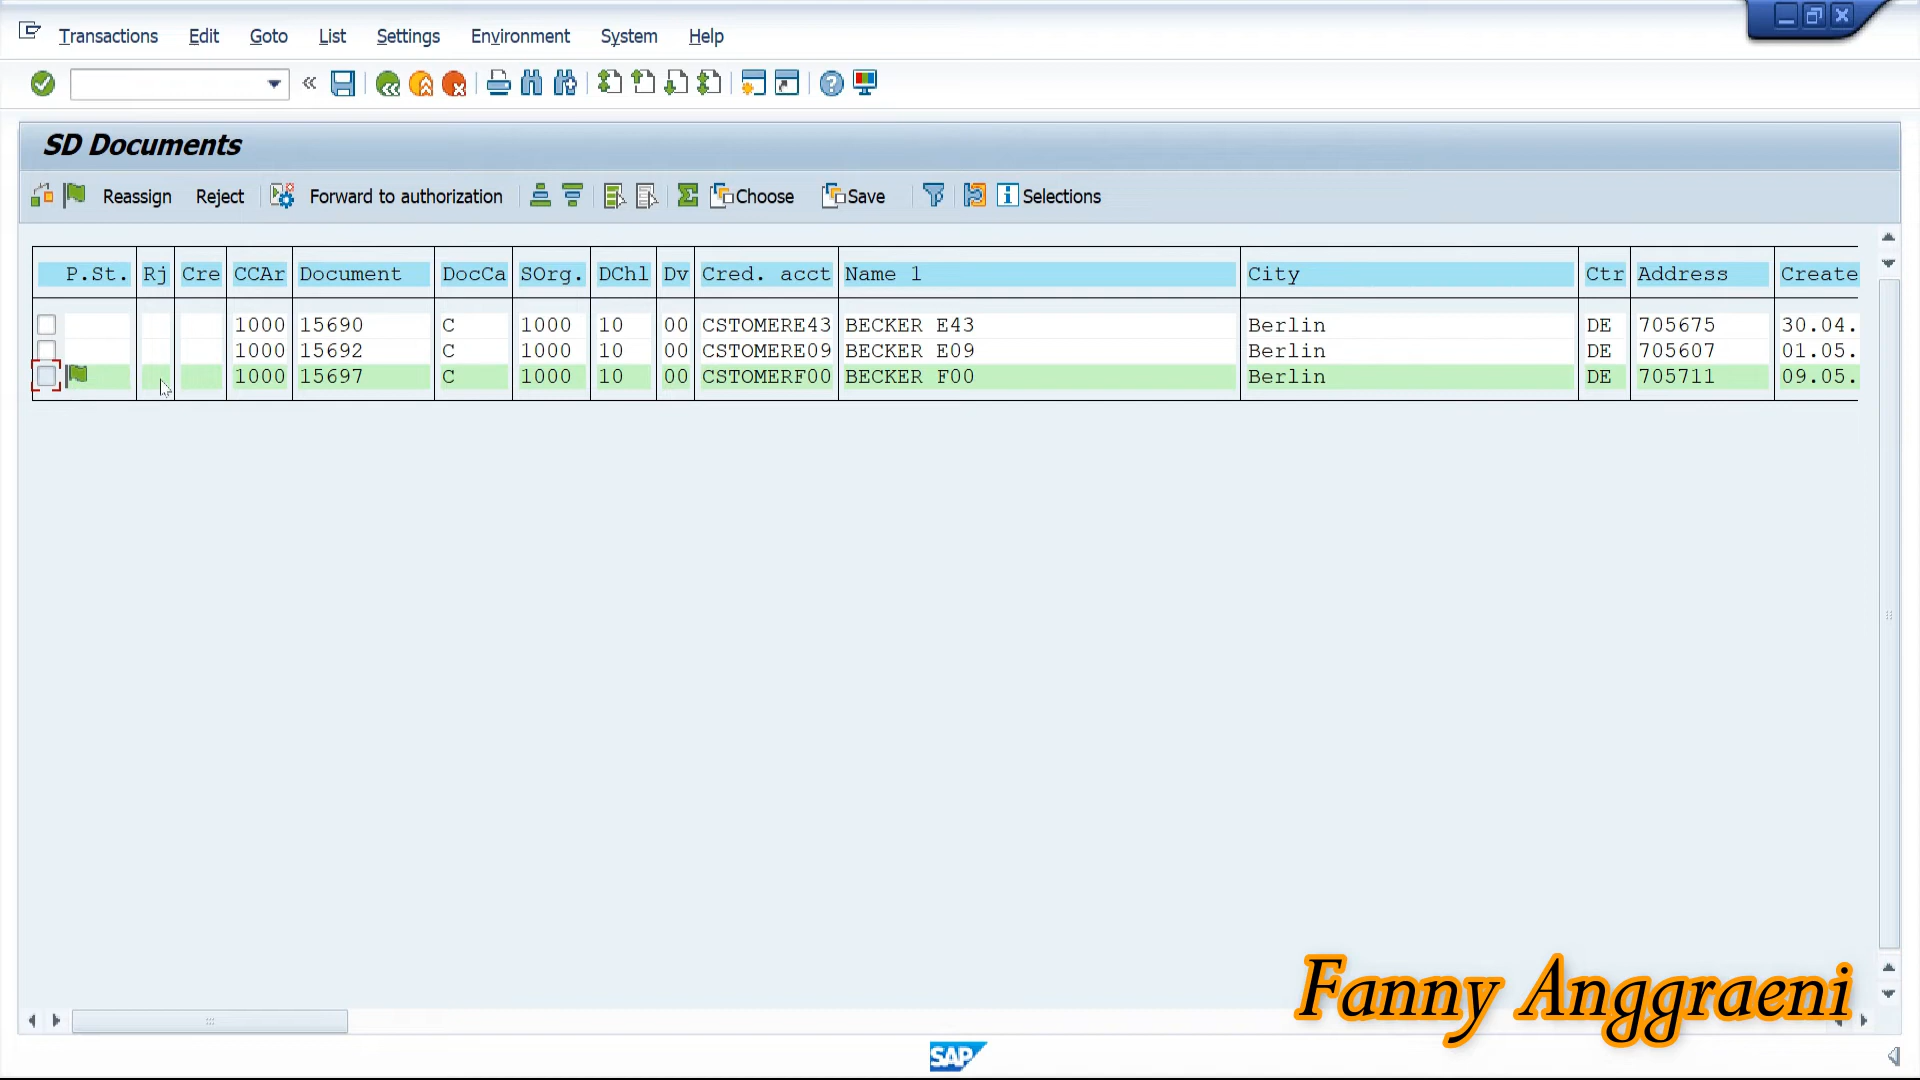 Transactions Edit Goto List Settings Environment System Help
SD Documents
Reassign Reject Forward to authorization Choose Save Selections
P.St. Rj Cre CCAr Document DocCa SOrg. DChl Dv Cred. acct Name 1 City Ctr Address Create
1000 15690 C 1000 10 00 CSTOMERE43 BECKER E43 Berlin DE 705675 30.04.
1000 15692 C 1000 10 00 CSTOMERE09 BECKER E09 Berlin DE 705607 01.05.
1000 15697 C 1000 10 00 CSTOMERF00 BECKER F00 Berlin DE 705711 09.05.
Fanny Anggraeni
SAP